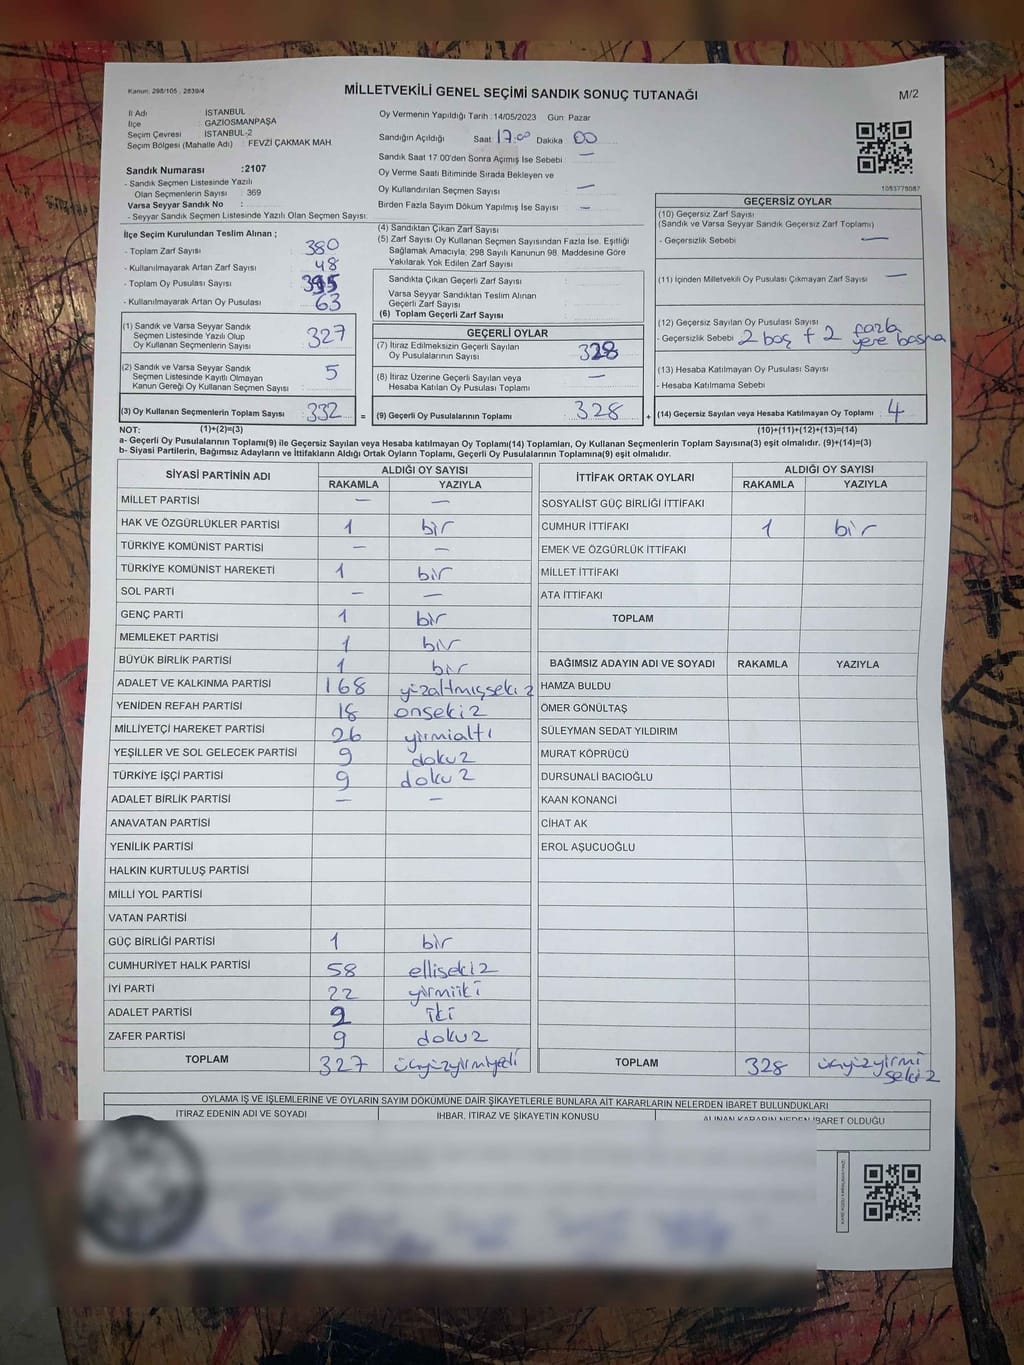 Kanun: 298/105 , 2839/4
MİLLETVEKİLİ GENEL SEÇİMİ SANDIK SONUÇ TUTANAĞI
M/2
İl Adı : İSTANBUL
İlçe : GAZİOSMANPAŞA
Seçim Çevresi : İSTANBUL-2
Seçim Bölgesi (Mahalle Adı) : FEVZİ ÇAKMAK MAH.
Sandık Numarası :2107
- Sandık Seçmen Listesinde Yazılı
Olan Seçmenlerin Sayısı : 369
Varsa Seyyar Sandık No :
- Seyyar Sandık Seçmen Listesinde Yazılı Olan Seçmen Sayısı:
Oy Vermenin Yapıldığı Tarih :14/05/2023 Gün: Pazar
Sandığın Açıldığı Saat 17:00 Dakika 00
Sandık Saat 17:00'den Sonra Açımış İse Sebebi —
Oy Verme Saati Bitiminde Sırada Bekleyen ve
Oy Kullandırılan Seçmen Sayısı —
Birden Fazla Sayım Döküm Yapılmış İse Sayısı —
1083778087
İlçe Seçim Kurulundan Teslim Alınan ;
- Toplam Zarf Sayısı : 380
- Kullanılmayarak Artan Zarf Sayısı : 48
- Toplam Oy Pusulası Sayısı : 395
- Kullanılmayarak Artan Oy Pusulası : 63
(1) Sandık ve Varsa Seyyar Sandık
Seçmen Listesinde Yazılı Olup
Oy Kullanan Seçmenlerin Sayısı : 327
(2) Sandık ve Varsa Seyyar Sandık
Seçmen Listesinde Kayıtlı Olmayan
Kanun Gereği Oy Kullanan Seçmen Sayısı : 5
(3) Oy Kullanan Seçmenlerin Toplam Sayısı : 332 =
(4) Sandıktan Çıkan Zarf Sayısı :
(5) Zarf Sayısı Oy Kullanan Seçmen Sayısından Fazla İse, Eşitliği
Sağlamak Amacıyla, 298 Sayılı Kanunun 98. Maddesine Göre
Yakılarak Yok Edilen Zarf Sayısı
Sandıkta Çıkan Geçerli Zarf Sayısı :
Varsa Seyyar Sandıktan Teslim Alınan
Geçerli Zarf Sayısı
(6) Toplam Geçerli Zarf Sayısı :
GEÇERLİ OYLAR
(7) İtiraz Edilmeksizin Geçerli Sayılan
Oy Pusulalarının Sayısı : 328
(8) İtiraz Üzerine Geçerli Sayılan veya
Hesaba Katılan Oy Pusulası Toplamı —
(9) Geçerli Oy Pusulalarının Toplamı : 328 +
GEÇERSİZ OYLAR
(10) Geçersiz Zarf Sayısı :
(Sandık ve Varsa Seyyar Sandık Geçersiz Zarf Toplamı)
- Geçersizlik Sebebi : —
(11) İçinden Milletvekili Oy Pusulası Çıkmayan Zarf Sayısı : —
(12) Geçersiz Sayılan Oy Pusulası Sayısı :
- Geçersizlik Sebebi : 2 boş + 2 fazla
yere basma
(13) Hesaba Katılmayan Oy Pusulası Sayısı :
- Hesaba Katılmama Sebebi :
(14) Geçersiz Sayılan veya Hesaba Katılmayan Oy Toplamı : 4
NOT: (1)+(2)=(3)
(10)+(11)+(12)+(13)=(14)
a- Geçerli Oy Pusulalarının Toplamı(9) ile Geçersiz Sayılan veya Hesaba katılmayan Oy Toplamı(14) Toplamları, Oy Kullanan Seçmenlerin Toplam Sayısına(3) eşit olmalıdır. (9)+(14)=(3)
b- Siyasi Partilerin, Bağımsız Adayların ve İttifakların Aldığı Ortak Oyların Toplamı, Geçerli Oy Pusulalarının Toplamına(9) eşit olmalıdır.
SİYASİ PARTİNİN ADI ALDIĞI OY SAYISI
RAKAMLA YAZIYLA
MİLLET PARTİSİ — —
HAK VE ÖZGÜRLÜKLER PARTİSİ 1 bir
TÜRKİYE KOMÜNİST PARTİSİ — —
TÜRKİYE KOMÜNİST HAREKETİ 1 bir
SOL PARTİ — —
GENÇ PARTİ 1 bir
MEMLEKET PARTİSİ 1 bir
BÜYÜK BİRLİK PARTİSİ 1 bir
ADALET VE KALKINMA PARTİSİ 168 yüzaltmışsekiz
YENİDEN REFAH PARTİSİ 18 onsekiz
MİLLİYETÇİ HAREKET PARTİSİ 26 yirmialtı
YEŞİLLER VE SOL GELECEK PARTİSİ 9 dokuz
TÜRKİYE İŞÇİ PARTİSİ 9 dokuz
ADALET BİRLİK PARTİSİ — —
ANAVATAN PARTİSİ
YENİLİK PARTİSİ
HALKIN KURTULUŞ PARTİSİ
MİLLİ YOL PARTİSİ
VATAN PARTİSİ
GÜÇ BİRLİĞİ PARTİSİ 1 bir
CUMHURİYET HALK PARTİSİ 58 ellisekiz
İYİ PARTİ 22 yirmiiki
ADALET PARTİSİ 2 iki
ZAFER PARTİSİ 9 dokuz
TOPLAM 327 üçyüzyirmiyedi
İTTİFAK ORTAK OYLARI ALDIĞI OY SAYISI
RAKAMLA YAZIYLA
SOSYALİST GÜÇ BİRLİĞİ İTTİFAKI
CUMHUR İTTİFAKI 1 bir
EMEK VE ÖZGÜRLÜK İTTİFAKI
MİLLET İTTİFAKI
ATA İTTİFAKI
TOPLAM
BAĞIMSIZ ADAYIN ADI VE SOYADI RAKAMLA YAZIYLA
HAMZA BULDU
ÖMER GÖNÜLTAŞ
SÜLEYMAN SEDAT YILDIRIM
MURAT KÖPRÜCÜ
DURSUNALİ BACIOĞLU
KAAN KONANCİ
CİHAT AK
EROL AŞUCUOĞLU
TOPLAM 328 üçyüzyirmi
sekiz
OYLAMA İŞ VE İŞLEMLERİNE VE OYLARIN SAYIM DÖKÜMÜNE DAİR ŞİKAYETLERLE BUNLARA AİT KARARLARIN NELERDEN İBARET BULUNDUKLARI
İTİRAZ EDENİN ADI VE SOYADI İHBAR, İTİRAZ VE ŞİKAYETİN KONUSU ALINAN KARARIN NEDEN İBARET OLDUĞU